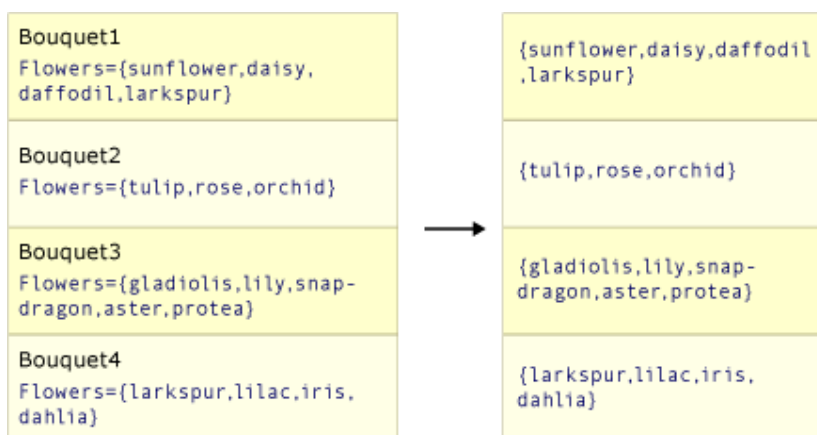 Bouquet1
Flowers={sunflower,daisy,
daffodil,larkspur}
Bouquet2
Flowers={tulip,rose,orchid}
Bouquet3
Flowers={gladiolis,lily,snap-
dragon,aster,protea}
Bouquet4
Flowers={larkspur,lilac,iris,
dahlia}
{sunflower,daisy,daffodil
,larkspur}
{tulip,rose,orchid}
{gladiolis,lily,snap-
dragon,aster,protea}
{larkspur,lilac,iris,
dahlia}